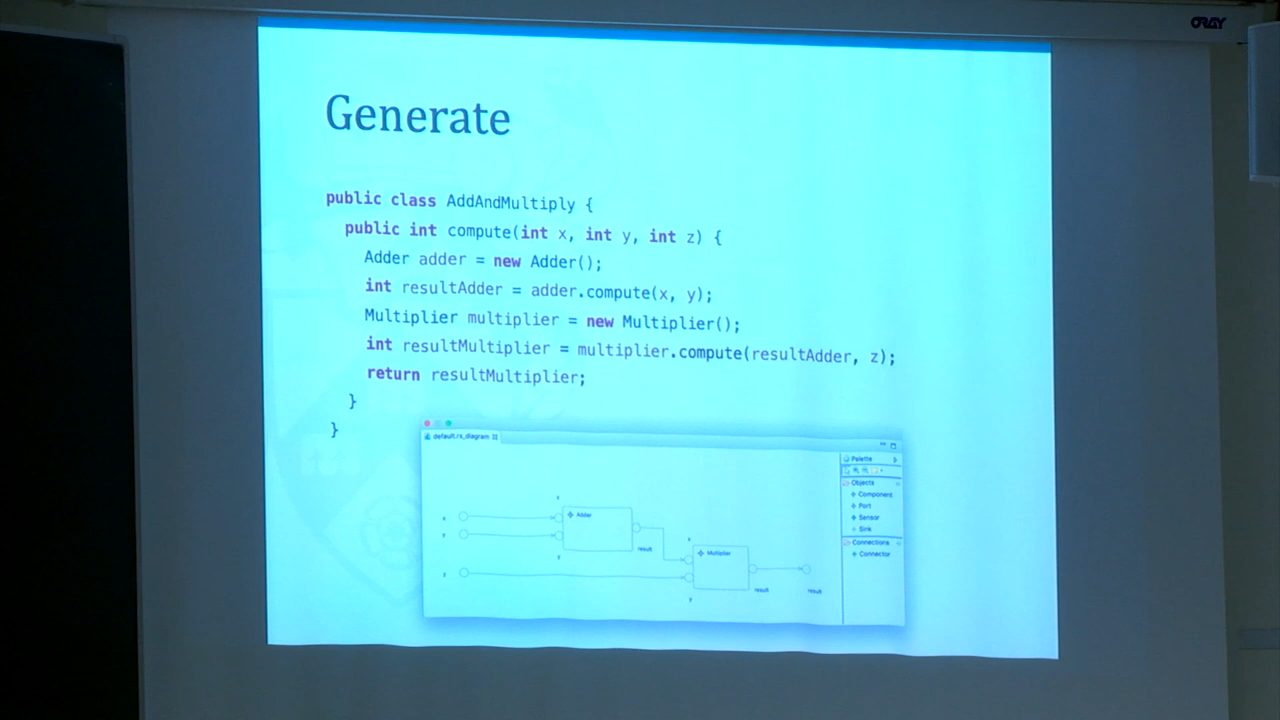 ORAY
Generate
public class AddAndMultiply {
public int compute(int x, int y, int z) {
Adder adder = new Adder();
int resultAdder = adder.compute(x, y);
Multiplier multiplier = new Multiplier();
int resultMultiplier = multiplier.compute(resultAdder, z);
return resultMultiplier;
}
}
default.rs_diagram
Palette
Objects
Component
Port
Sensor
Sink
Connections
Connector
x
x
Adder
y
y
result
x
Multiplier
z
y
result
result